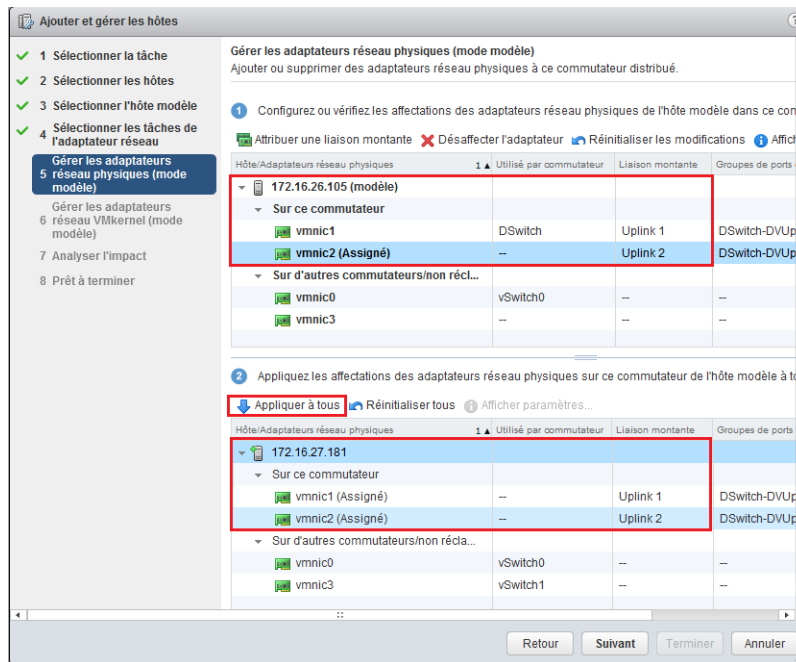 Ajouter et gérer les hôtes
1 Sélectionner la tâche
2 Sélectionner les hôtes
3 Sélectionner l'hôte modèle
4 Sélectionner les tâches de
l'adaptateur réseau
5 Gérer les adaptateurs
réseau physiques (mode
modèle)
6 Gérer les adaptateurs
réseau VMkernel (mode
modèle)
7 Analyser l'impact
8 Prêt à terminer
Gérer les adaptateurs réseau physiques (mode modèle)
Ajouter ou supprimer des adaptateurs réseau physiques à ce commutateur distribué.
1 Configurez ou vérifiez les affectations des adaptateurs réseau physiques de l'hôte modèle dans ce con
Attribuer une liaison montante Désaffecter l'adaptateur Réinitialiser les modifications Affich
Hôte/Adaptateurs réseau physiques 1 ▲ Utilisé par commutateur Liaison montante Groupes de ports
172.16.26.105 (modèle)
Sur ce commutateur
vmnic1 DSwitch Uplink 1 DSwitch-DVUp
vmnic2 (Assigné) -- Uplink 2 DSwitch-DVUp
Sur d'autres commutateurs/non récl...
vmnic0 vSwitch0 -- --
vmnic3 -- -- --
2 Appliquez les affectations des adaptateurs réseau physiques sur ce commutateur de l'hôte modèle à to
Appliquer à tous Réinitialiser tous Afficher paramètres...
Hôte/Adaptateurs réseau physiques 1 ▲ Utilisé par commutateur Liaison montante Groupes de ports
172.16.27.181
Sur ce commutateur
vmnic1 (Assigné) -- Uplink 1 DSwitch-DVUp
vmnic2 (Assigné) -- Uplink 2 DSwitch-DVUp
Sur d'autres commutateurs/non récla...
vmnic0 vSwitch0 -- --
vmnic3 vSwitch1 -- --
Retour Suivant Terminer Annuler